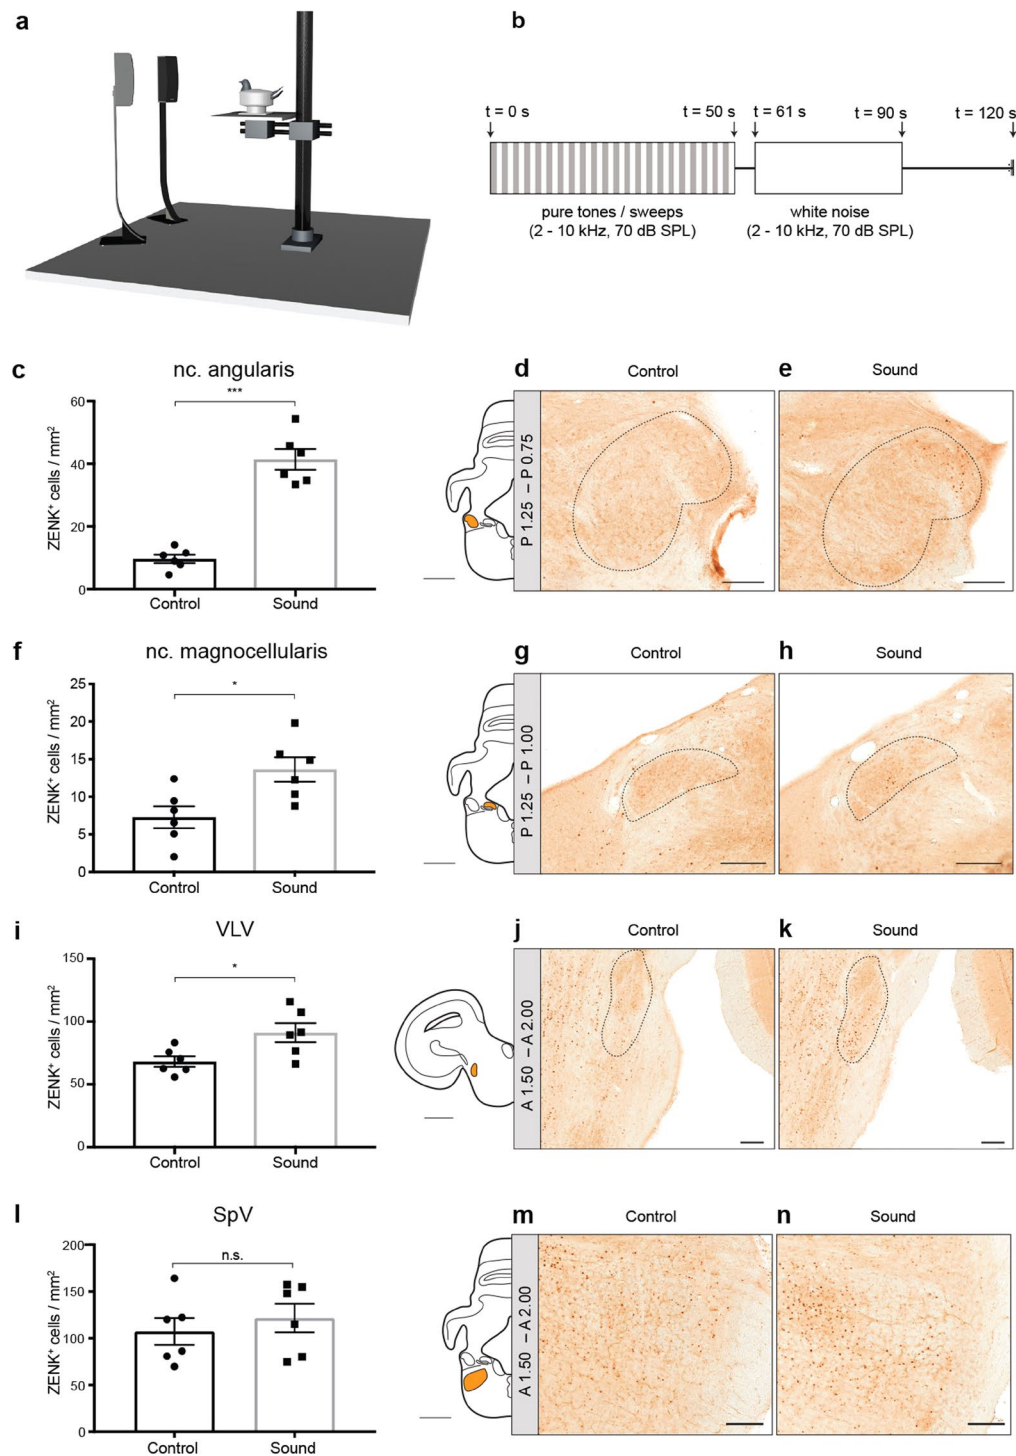 a
b
t = 0 s
t = 50 s
t = 61 s
t = 90 s
t = 120 s
pure tones / sweeps
(2 - 10 kHz, 70 dB SPL)
white noise
(2 - 10 kHz, 70 dB SPL)
c
nc. angularis
***
ZENK⁺ cells / mm²
60
40
20
0
Control
Sound
d
Control
P 1.25 – P 0.75
e
Sound
f
nc. magnocellularis
*
ZENK⁺ cells / mm²
25
20
15
10
5
0
Control
Sound
g
Control
P 1.25 – P 1.00
h
Sound
i
VLV
*
ZENK⁺ cells / mm²
150
100
50
0
Control
Sound
j
Control
A 1.50 – A 2.00
k
Sound
l
SpV
n.s.
ZENK⁺ cells / mm²
200
150
100
50
0
Control
Sound
m
Control
A 1.50 – A 2.00
n
Sound